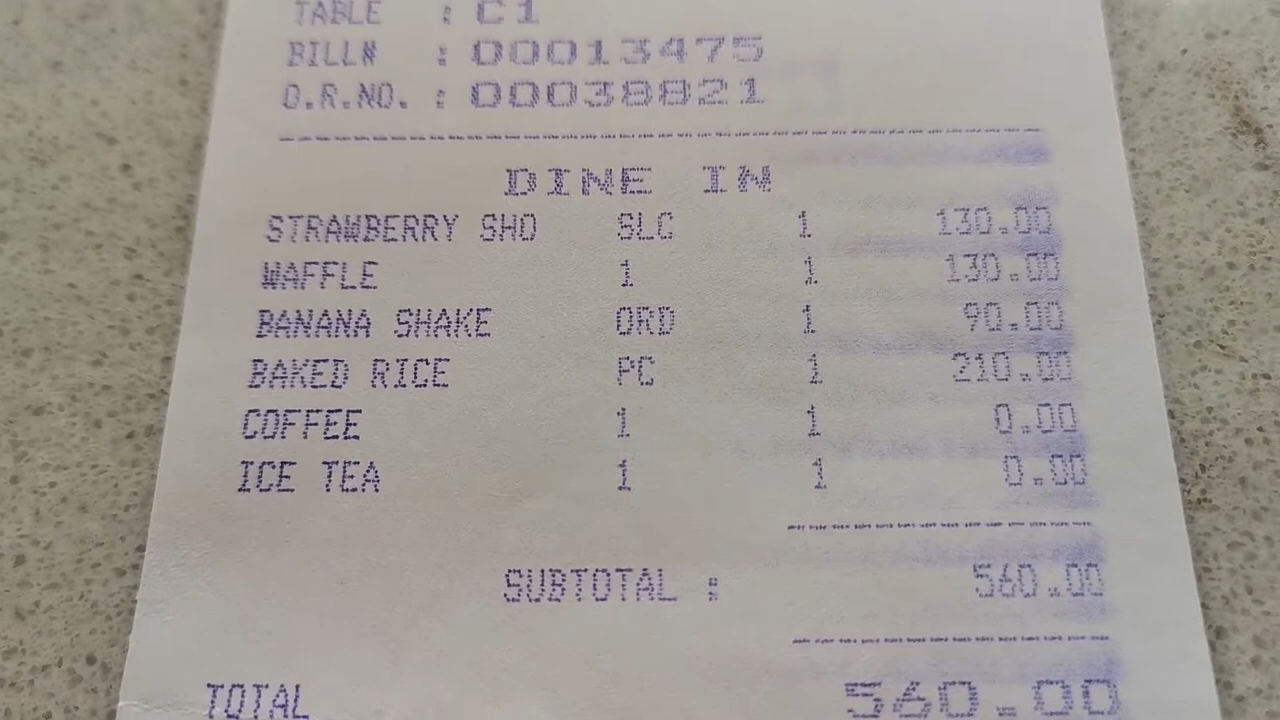 TABLE : C1
BILL# : 00013475
O.R.NO. : 00038821
DINE IN
STRAWBERRY SHO SLC 1 130.00
WAFFLE 1 1 130.00
BANANA SHAKE ORD 1 90.00
BAKED RICE PC 1 210.00
COFFEE 1 1 0.00
ICE TEA 1 1 0.00
SUBTOTAL : 560.00
TOTAL 560.00